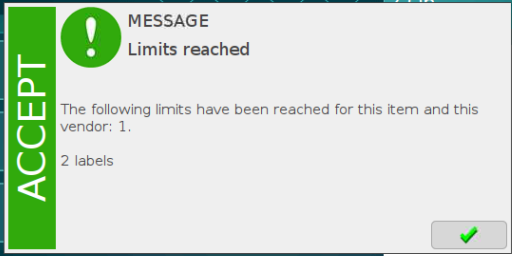 MESSAGE
Limits reached
ACCEPT
The following limits have been reached for this item and this
vendor: 1.
2 labels